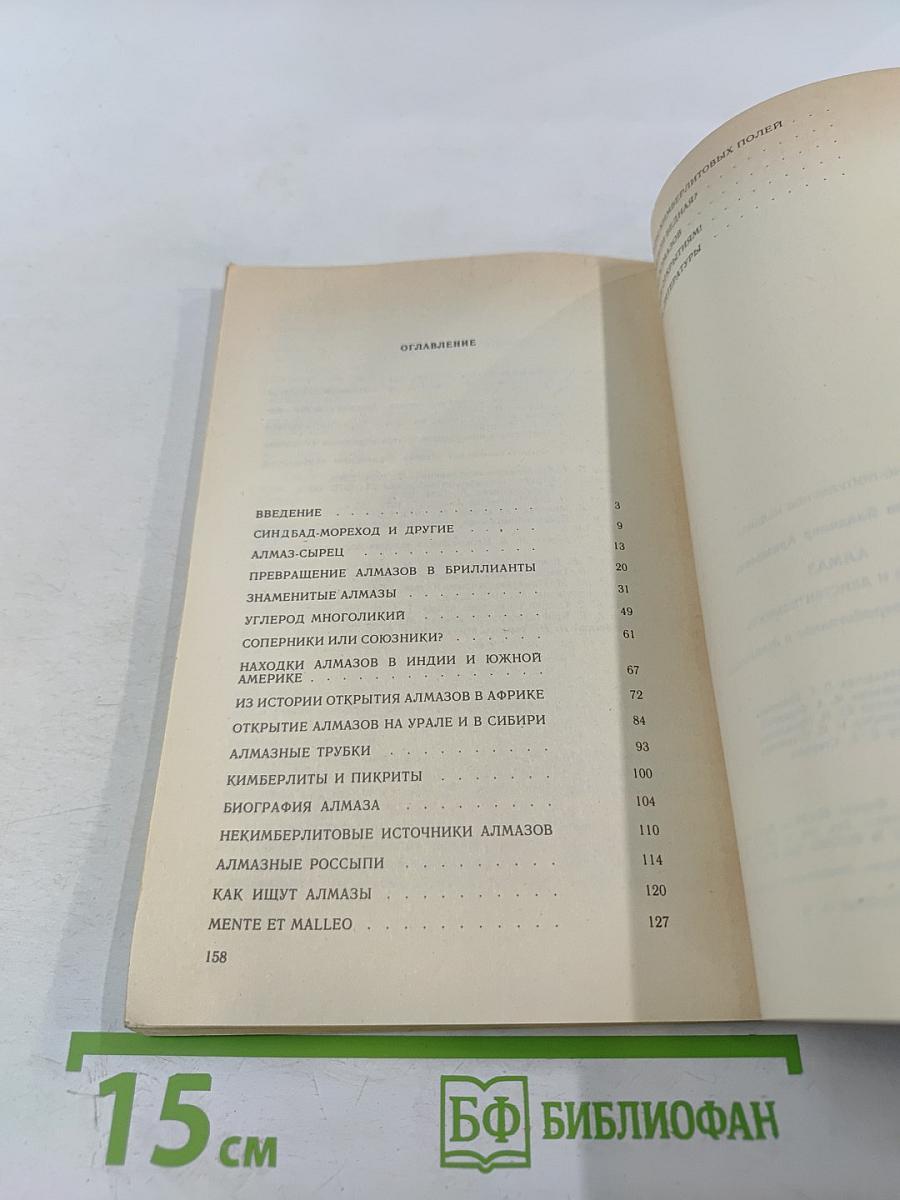 ОГЛАВЛЕНИЕ
ВВЕДЕНИЕ . . . . . . . . . . . . . . 3
СИНДБАД-МОРЕХОД И ДРУГИЕ . . . . . 9
АЛМАЗ-СЫРЕЦ . . . . . . . . . . . . 13
ПРЕВРАЩЕНИЕ АЛМАЗОВ В БРИЛЛИАНТЫ 20
ЗНАМЕНИТЫЕ АЛМАЗЫ . . . . . . . . . 31
УГЛЕРОД МНОГОЛИКИЙ . . . . . . . . 49
СОПЕРНИКИ ИЛИ СОЮЗНИКИ? . . . . . . 61
НАХОДКИ АЛМАЗОВ В ИНДИИ И ЮЖНОЙ
АМЕРИКЕ . . . . . . . . . . . . . . . 67
ИЗ ИСТОРИИ ОТКРЫТИЯ АЛМАЗОВ В АФРИКЕ 72
ОТКРЫТИЕ АЛМАЗОВ НА УРАЛЕ И В СИБИРИ 84
АЛМАЗНЫЕ ТРУБКИ . . . . . . . . . . 93
КИМБЕРЛИТЫ И ПИКРИТЫ . . . . . . . 100
БИОГРАФИЯ АЛМАЗА . . . . . . . . . 104
НЕКИМБЕРЛИТОВЫЕ ИСТОЧНИКИ АЛМАЗОВ 110
АЛМАЗНЫЕ РОССЫПИ . . . . . . . . . 114
КАК ИЩУТ АЛМАЗЫ . . . . . . . . . . 120
MENTE ET MALLEO . . . . . . . . . . . 127
158
КИМБЕРЛИТОВЫХ ПОЛЕЙ . . .
АЛМАЗ
15 см
БФ БИБЛИОФАН